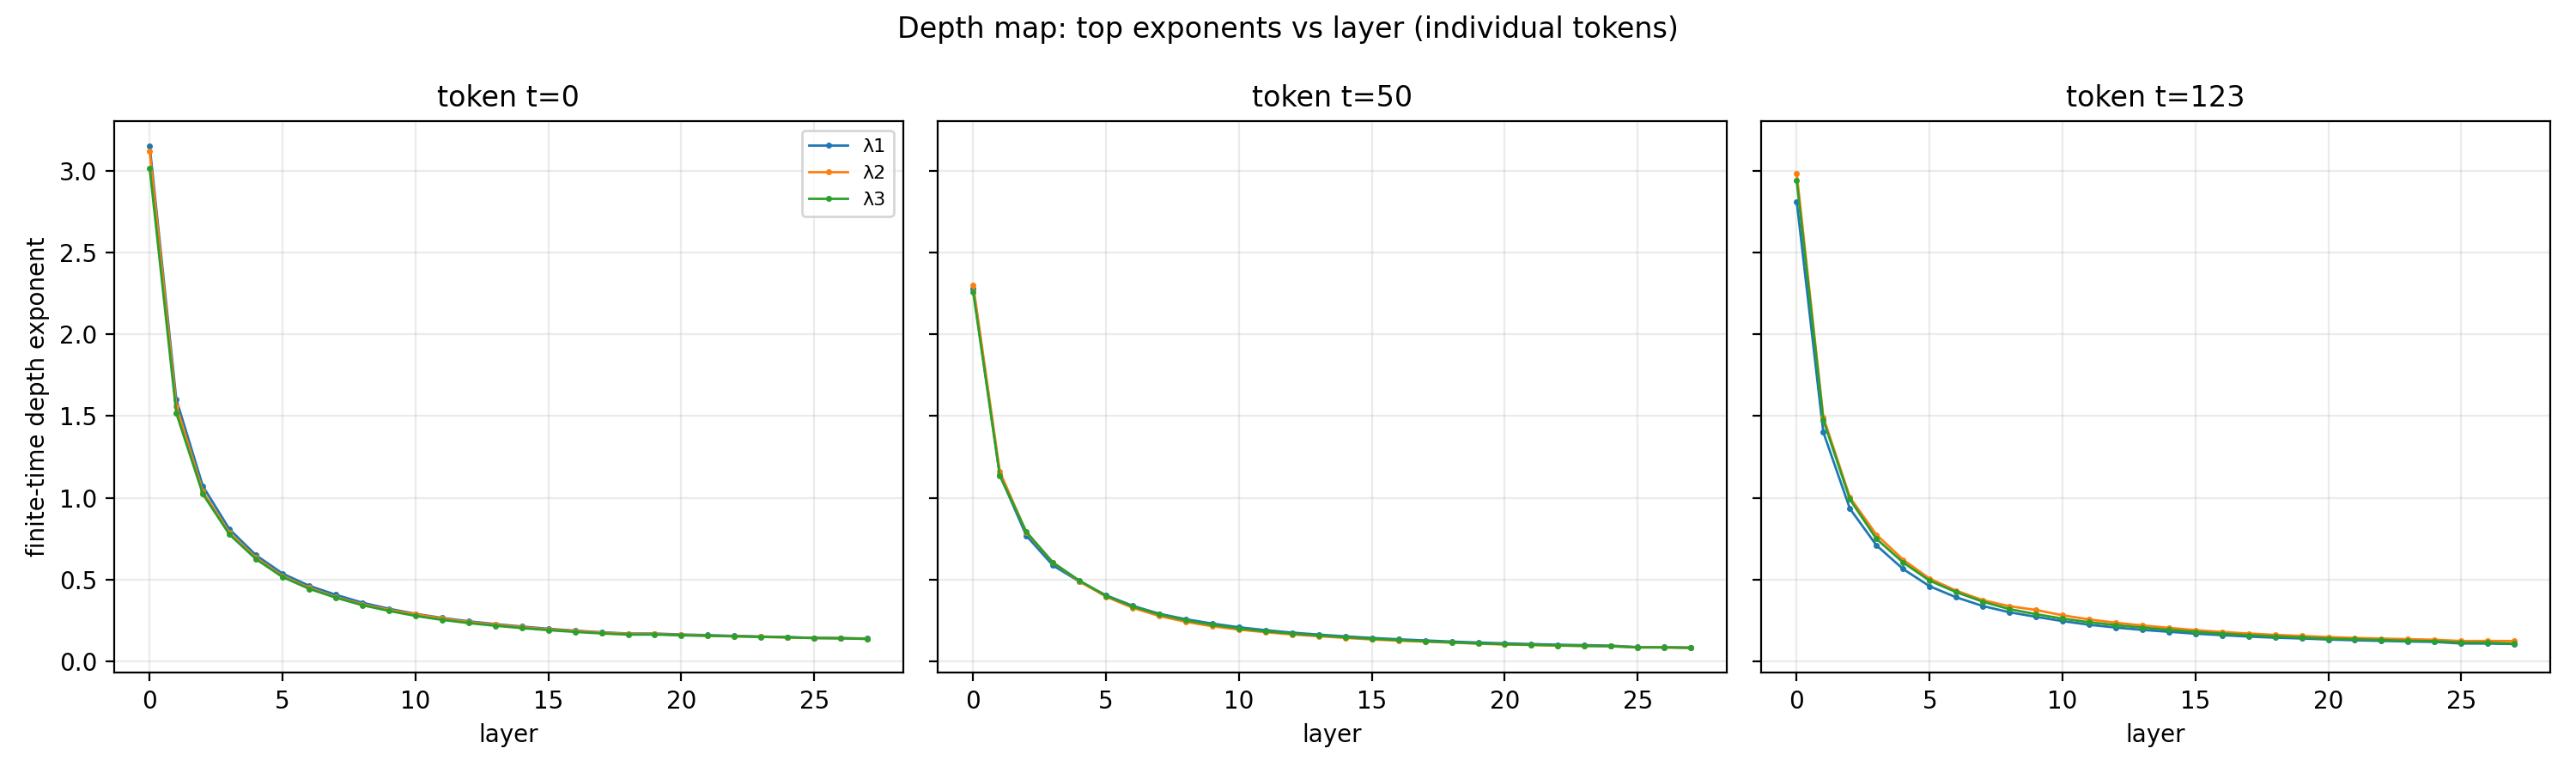 Depth map: top exponents vs layer (individual tokens)
token t=0
token t=50
token t=123
λ1
λ2
λ3
finite-time depth exponent
3.0
2.5
2.0
1.5
1.0
0.5
0.0
0 5 10 15 20 25
0 5 10 15 20 25
0 5 10 15 20 25
layer
layer
layer